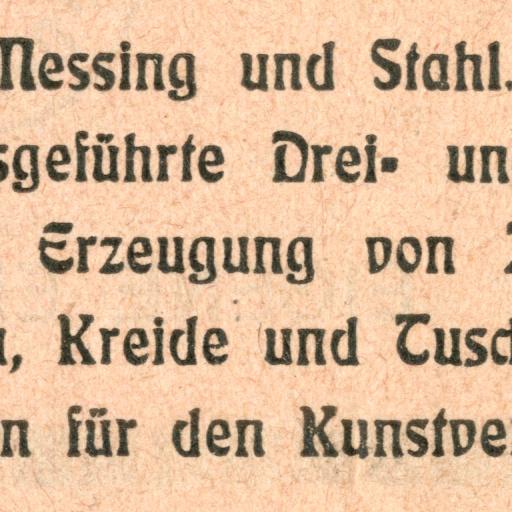 Messing und Stahl.
sgeführte Drei- un
Erzeugung von
, Kreide und Tusc
n für den Kunstve